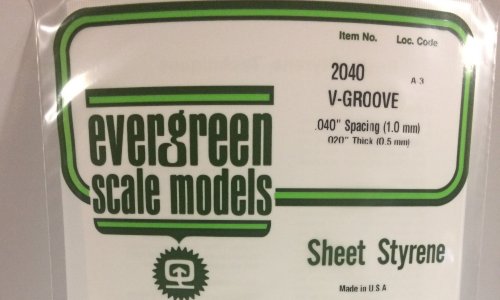 Item No. Loc. Code
2040 A 3
V-GROOVE
.040" Spacing (1.0 mm)
.020" Thick (0.5 mm)
evergreen
scale models
Sheet Styrene
Made in U.S.A